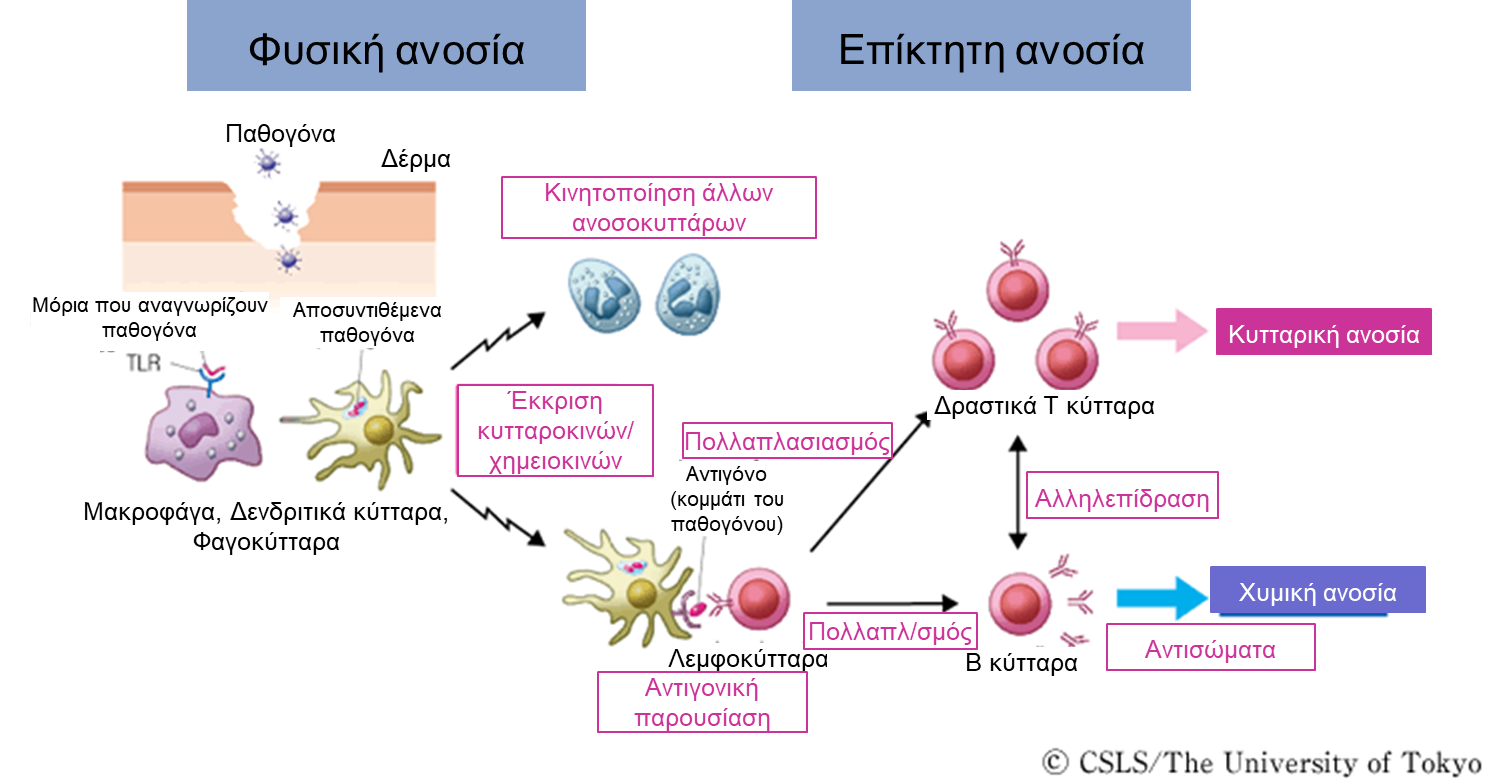 Φυσική ανοσία
Επίκτητη ανοσία
Παθογόνα
Δέρμα
Κινητοποίηση άλλων
ανοσοκυττάρων
Μόρια που αναγνωρίζουν
παθογόνα
Αποσυντιθέμενα
παθογόνα
TLR
Κυτταρική ανοσία
Έκκριση
κυτταροκινών/
χημειοκινών
Δραστικά Τ κύτταρα
Πολλαπλασιασμός
Αντιγόνο
(κομμάτι του
παθογόνου)
Αλληλεπίδραση
Μακροφάγα, Δενδριτικά κύτταρα,
Φαγοκύτταρα
Χυμική ανοσία
Πολλαπλ/σμός
Αντισώματα
Λεμφοκύτταρα
Β κύτταρα
Αντιγονική
παρουσίαση
© CSLS/The University of Tokyo